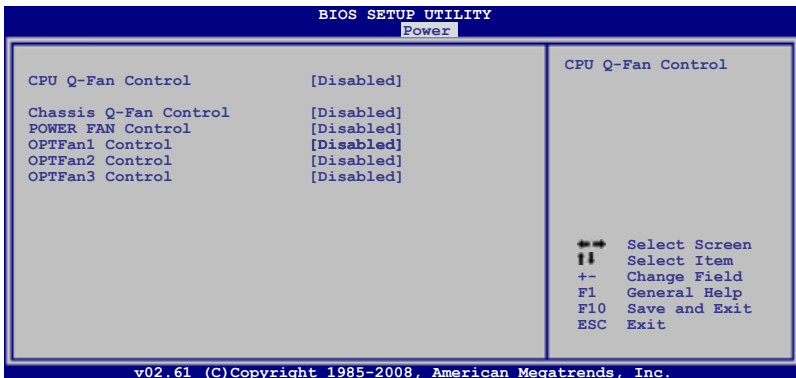 BIOS SETUP UTILITY
Power
CPU Q-Fan Control [Disabled]
Chassis Q-Fan Control [Disabled]
POWER FAN Control [Disabled]
OPTFan1 Control [Disabled]
OPTFan2 Control [Disabled]
OPTFan3 Control [Disabled]
CPU Q-Fan Control
←→ Select Screen
↑↓ Select Item
+- Change Field
F1 General Help
F10 Save and Exit
ESC Exit
v02.61 (C)Copyright 1985-2008, American Megatrends, Inc.